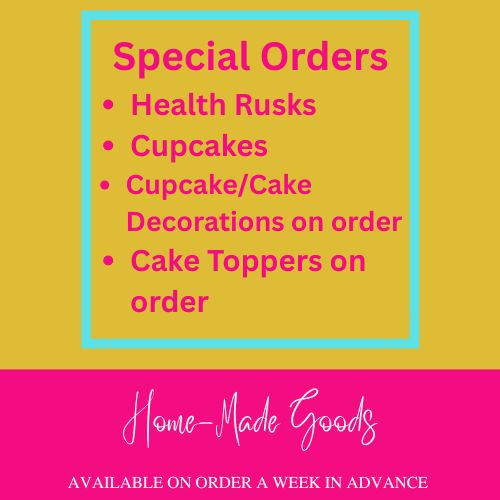 Special Orders
• Health Rusks
• Cupcakes
• Cupcake/Cake
Decorations on order
• Cake Toppers on
order
Home-Made Goods
AVAILABLE ON ORDER A WEEK IN ADVANCE